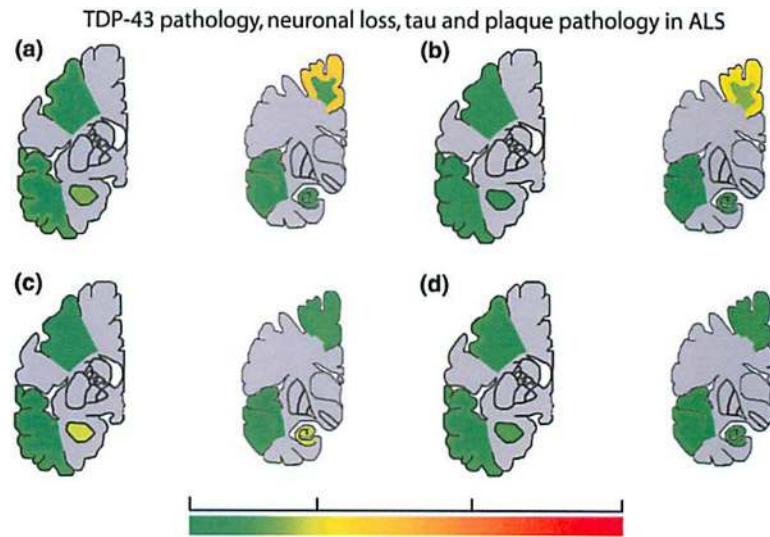 TDP-43 pathology, neuronal loss, tau and plaque pathology in ALS
(a)
(b)
(c)
(d)